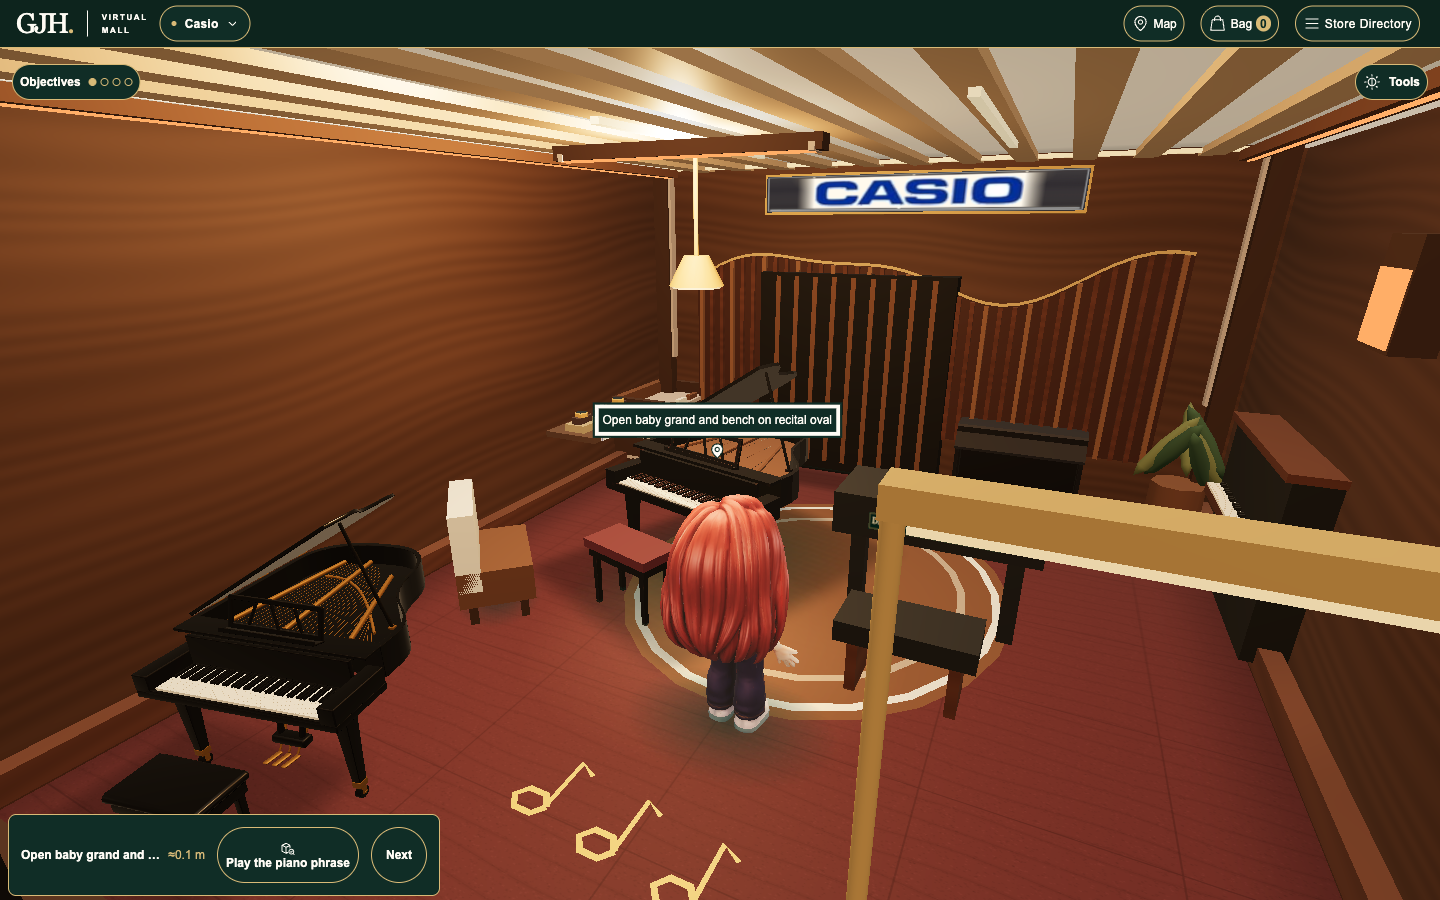 GJH.
VIRTUAL
MALL
Casio
Map
Bag 0
Store Directory
Objectives
Tools
CASIO
Open baby grand and bench on recital oval
Open baby grand and ...
≈0.1 m
Play the piano phrase
Next